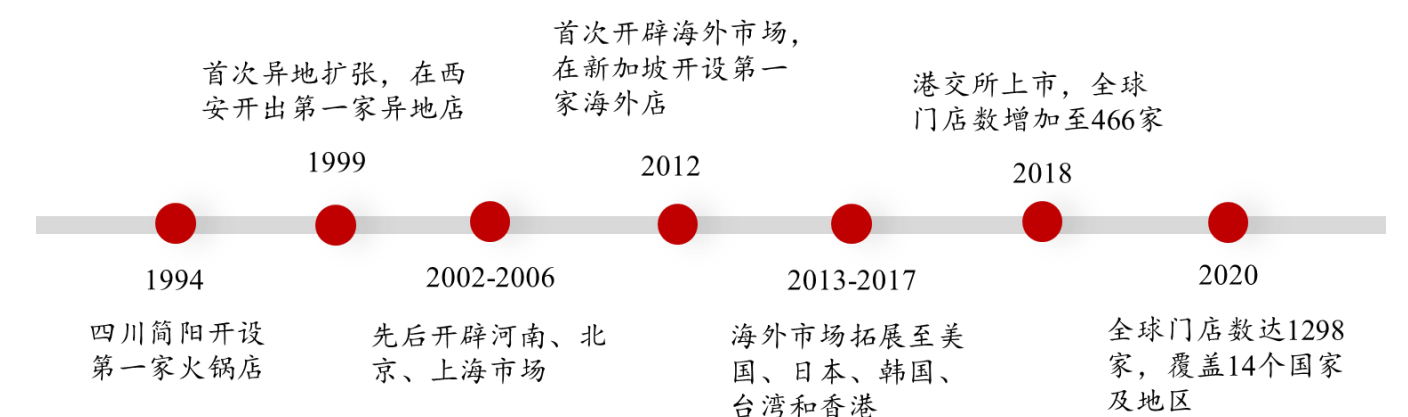 首次异地扩张，在西
安开出第一家异地店
1999
首次开辟海外市场，
在新加坡开设第一
家海外店
2012
港交所上市，全球
门店数增加至466家
2018
1994
四川简阳开设
第一家火锅店
2002-2006
先后开辟河南、北
京、上海市场
2013-2017
海外市场拓展至美
国、日本、韩国、
台湾和香港
2020
全球门店数达1298
家，覆盖14个国家
及地区